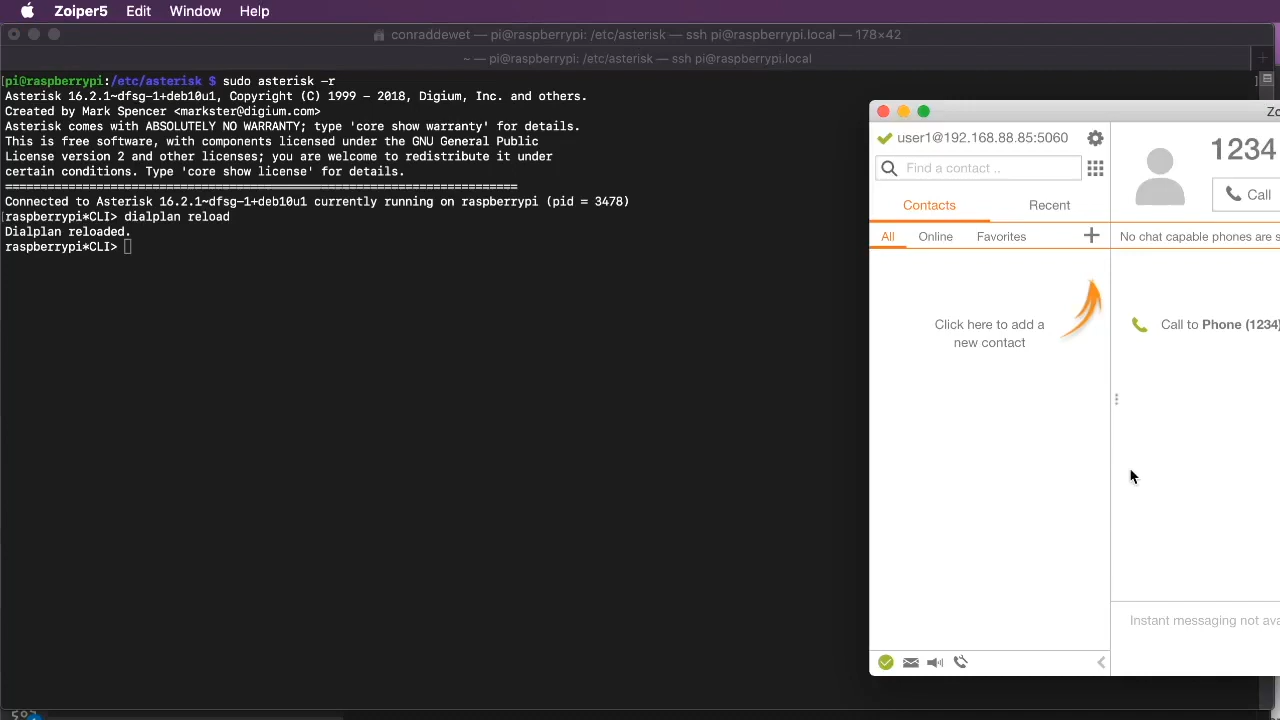 Zoiper5 Edit Window Help
conraddewet — pi@raspberrypi: /etc/asterisk — ssh pi@raspberrypi.local — 178×42
~ — pi@raspberrypi: /etc/asterisk — ssh pi@raspberrypi.local
[pi@raspberrypi:/etc/asterisk $ sudo asterisk -r ]
Asterisk 16.2.1~dfsg-1+deb10u1, Copyright (C) 1999 - 2018, Digium, Inc. and others.
Created by Mark Spencer <markster@digium.com>
Asterisk comes with ABSOLUTELY NO WARRANTY; type 'core show warranty' for details.
This is free software, with components licensed under the GNU General Public
License version 2 and other licenses; you are welcome to redistribute it under
certain conditions. Type 'core show license' for details.
=========================================================================
Connected to Asterisk 16.2.1~dfsg-1+deb10u1 currently running on raspberrypi (pid = 3478)
[raspberrypi*CLI> dialplan reload
Dialplan reloaded.
raspberrypi*CLI>
user1@192.168.88.85:5060
Find a contact ..
Contacts Recent
All Online Favorites +
Click here to add a
new contact
Zo
1234
Call
No chat capable phones are s
Call to Phone (1234)
Instant messaging not ava